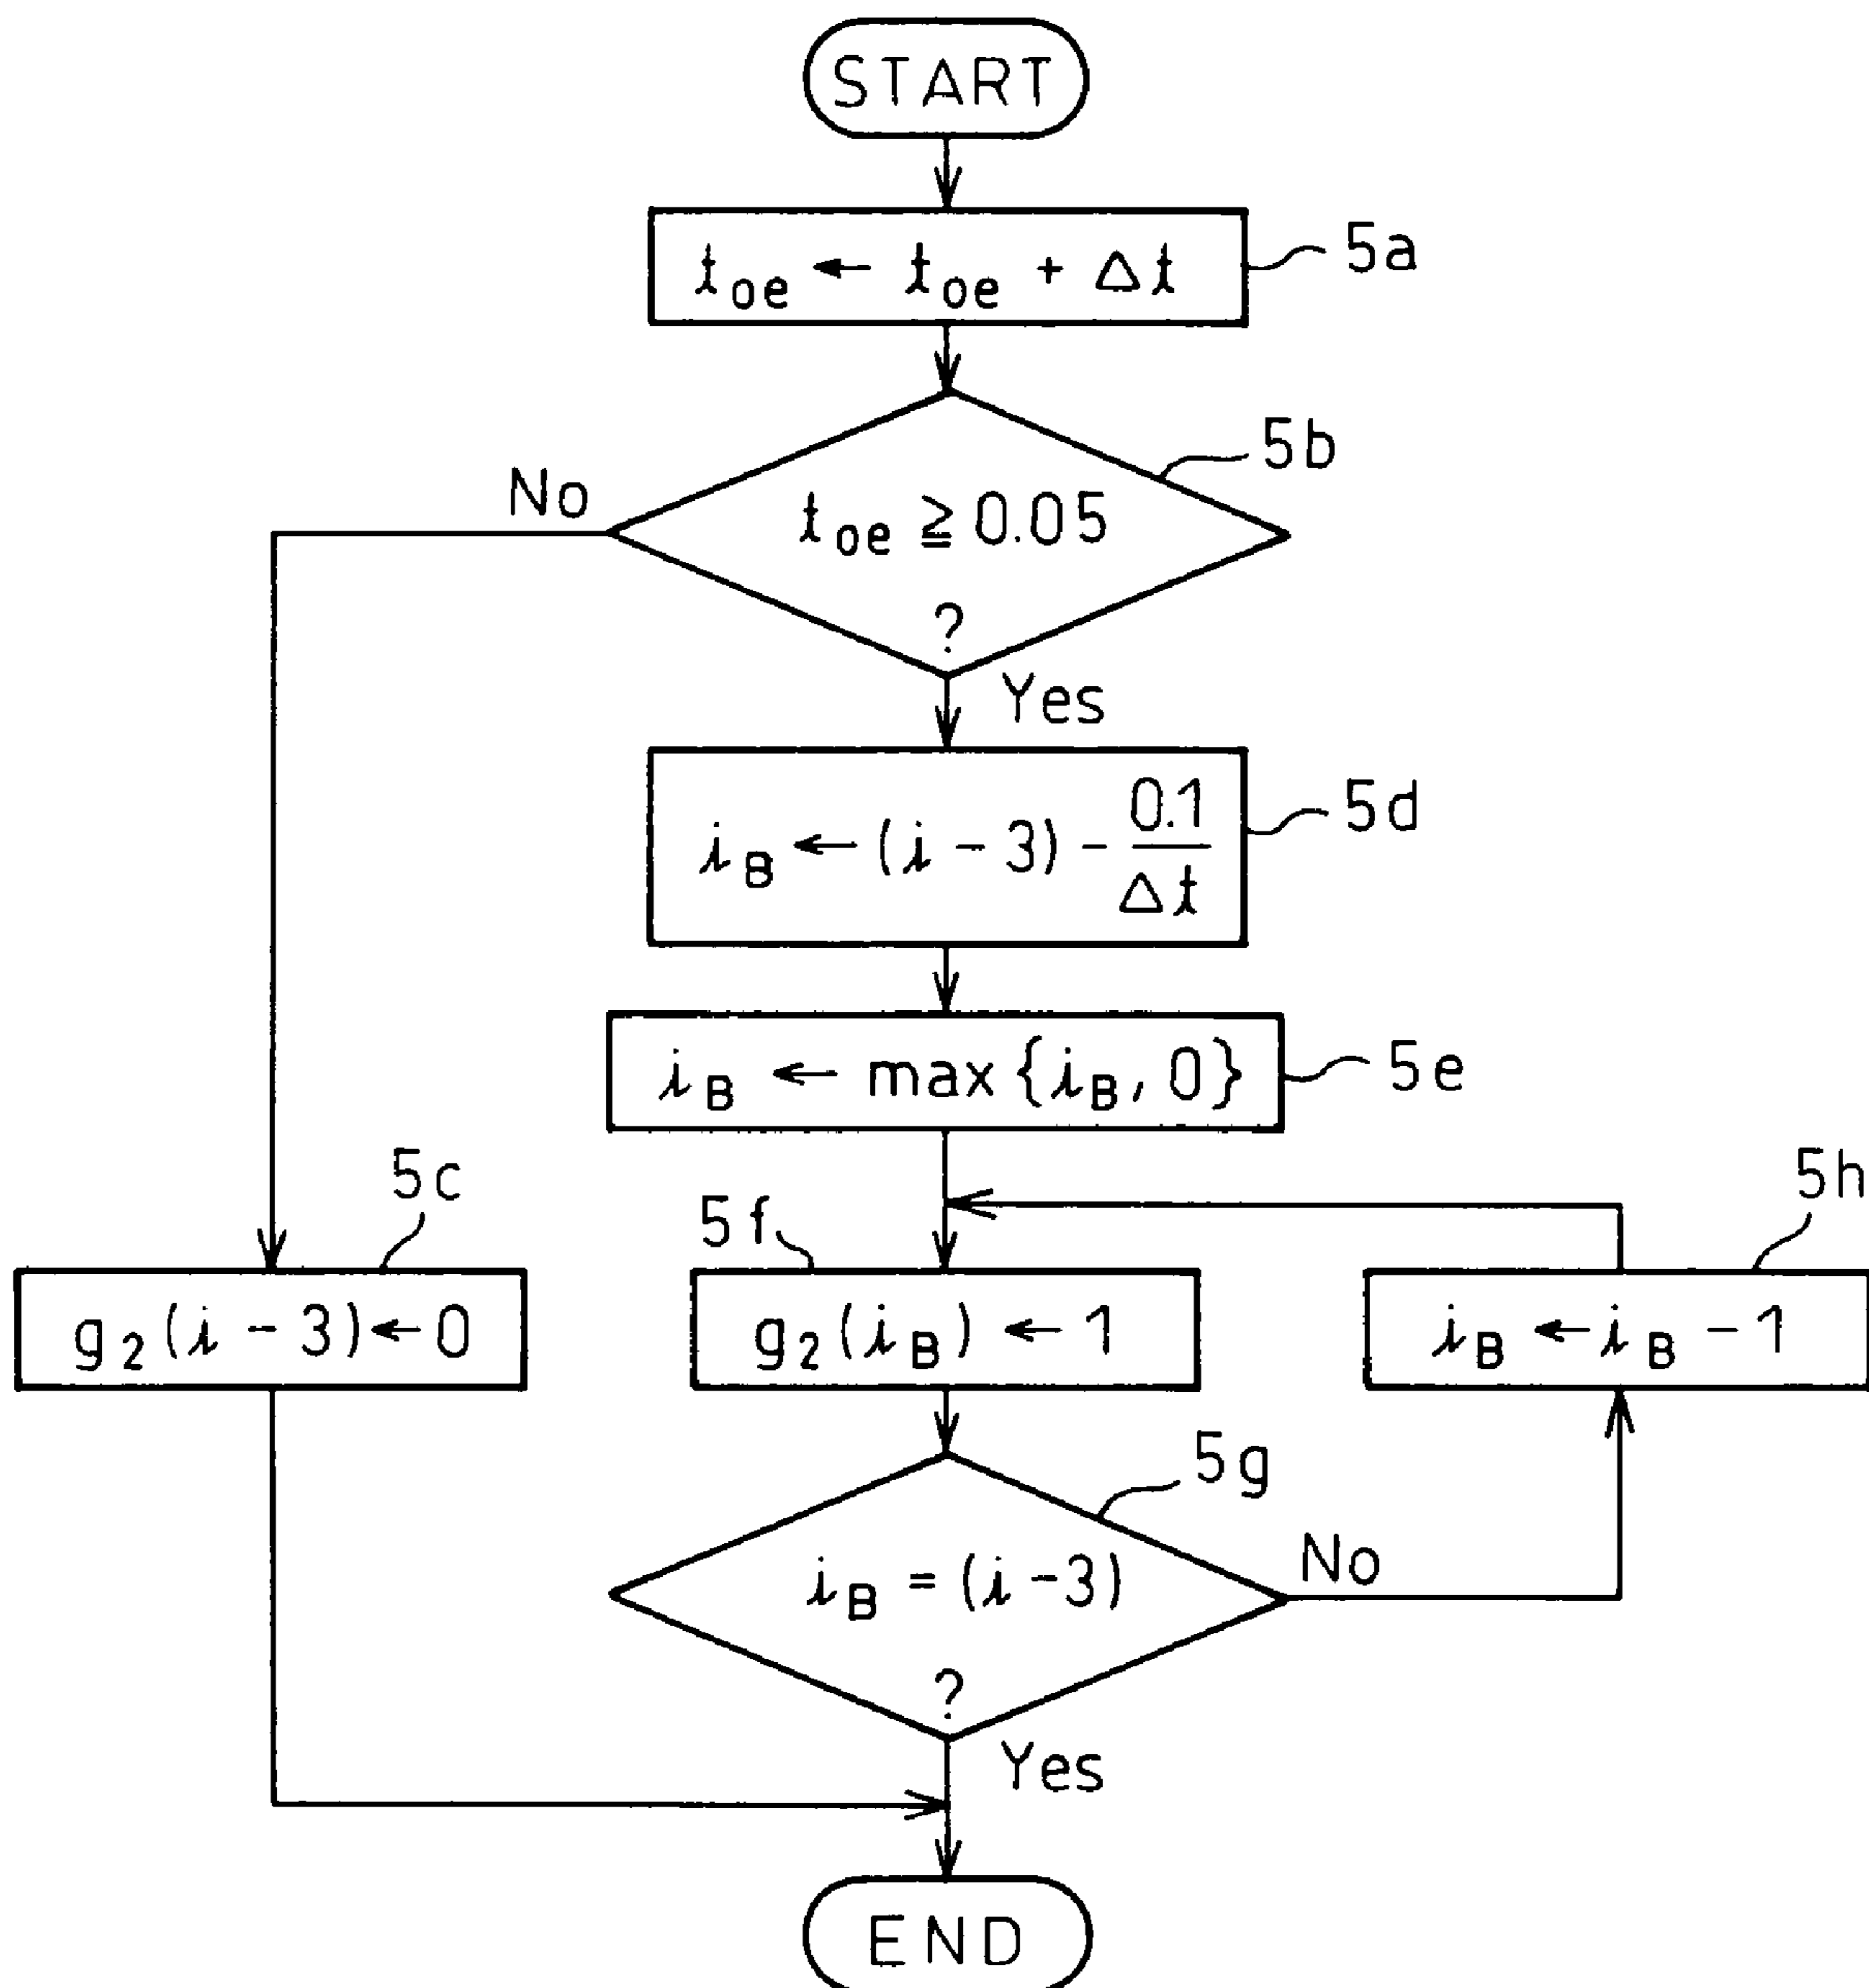 START
t_oe ← t_oe + Δt
5a
5b
No
t_oe ≧ 0.05
?
Yes
i_B ← (i - 3) - 0.1/Δt
5d
i_B ← max {i_B, 0}
5e
5c
5f
5h
g_2 (i - 3) ← 0
g_2 (i_B) ← 1
i_B ← i_B - 1
5g
i_B = (i - 3)
No
?
Yes
END